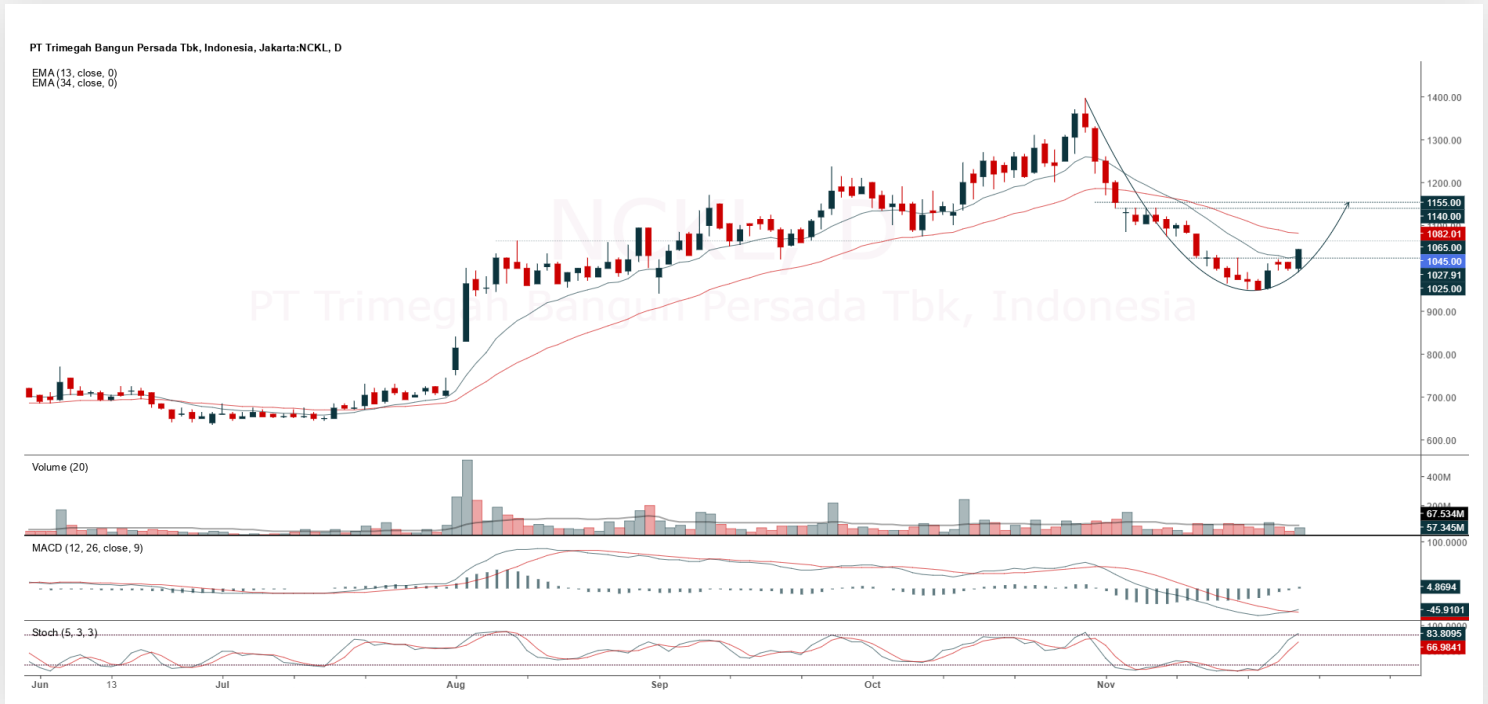 PT Trimegah Bangun Persada Tbk, Indonesia, Jakarta:NCKL, D
EMA (13, close, 0)
EMA (34, close, 0)
NCKL, D
PT Trimegah Bangun Persada Tbk, Indonesia
1400.00
1300.00
1200.00
1155.00
1140.00
1082.01
1065.00
1045.00
1027.91
1025.00
900.00
800.00
700.00
600.00
Volume (20)
400M
67.534M
57.345M
MACD (12, 26, close, 9)
100.0000
4.8694
-45.9101
Stoch (5, 3, 3)
100.0000
83.8095
66.9841
Jun 13 Jul Aug Sep Oct Nov